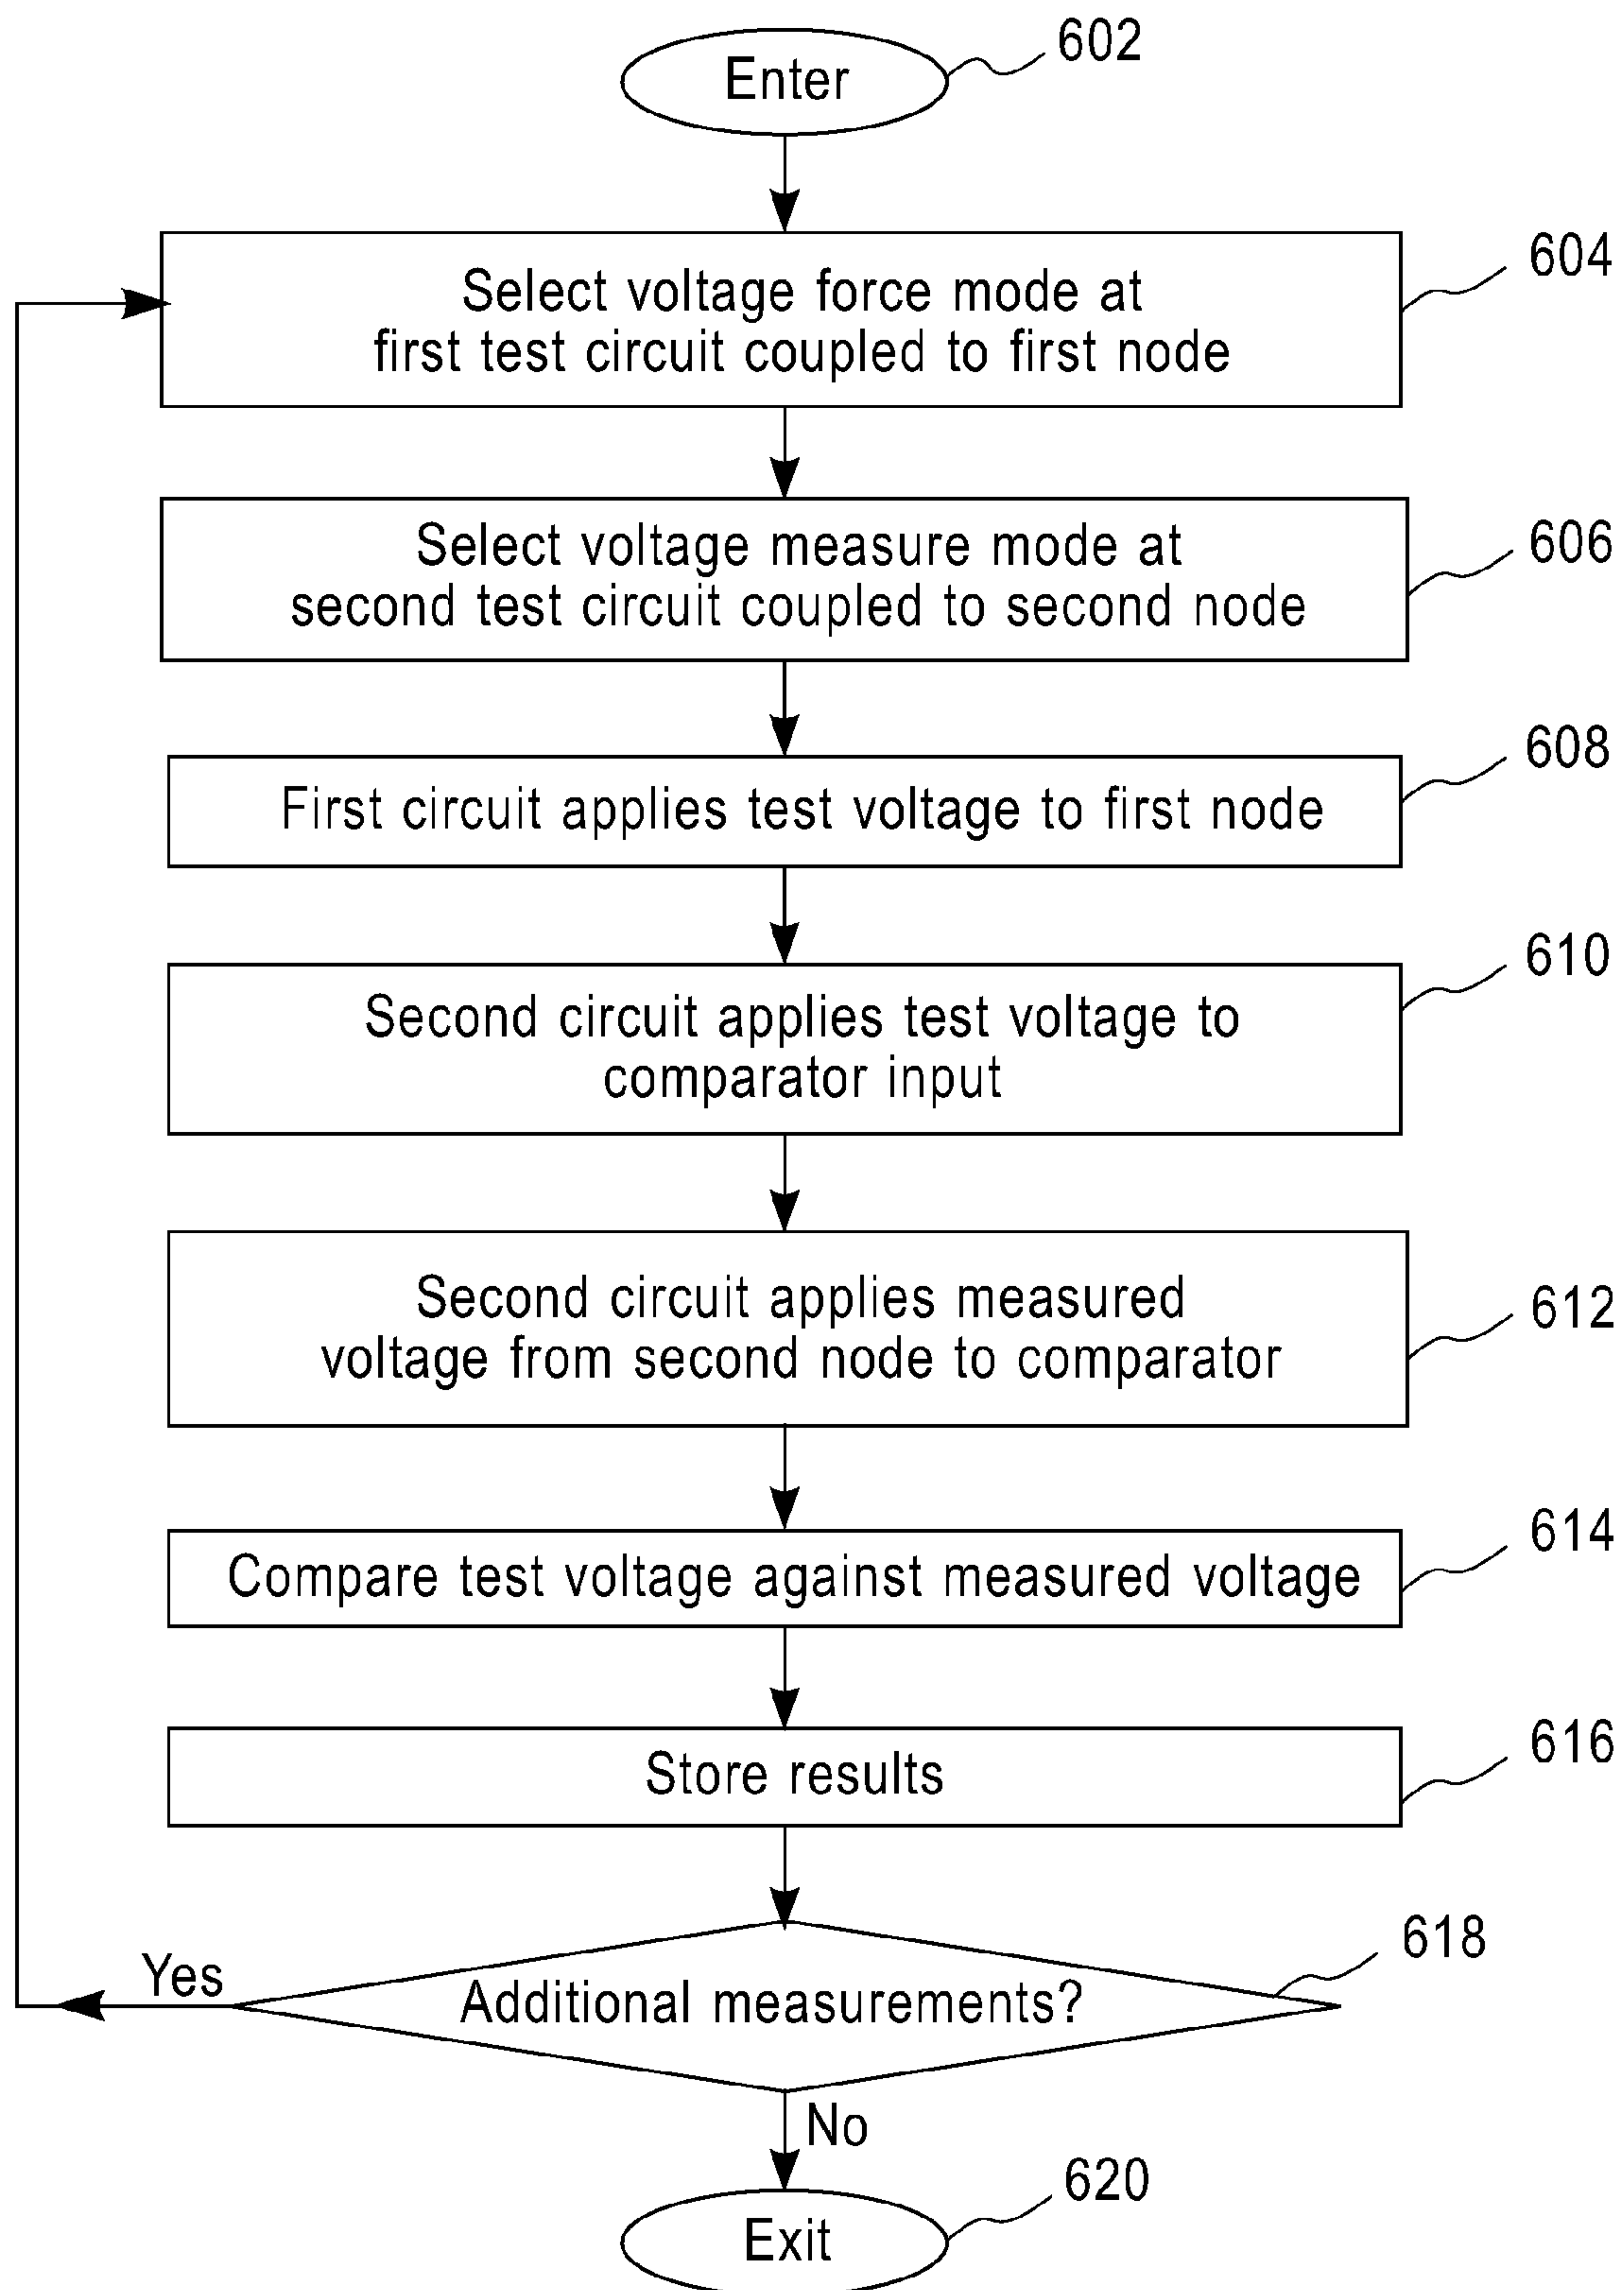 Enter
602
Select voltage force mode at
first test circuit coupled to first node
604
Select voltage measure mode at
second test circuit coupled to second node
606
First circuit applies test voltage to first node
608
Second circuit applies test voltage to
comparator input
610
Second circuit applies measured
voltage from second node to comparator
612
Compare test voltage against measured voltage
614
Store results
616
Additional measurements?
618
Yes
No
Exit
620